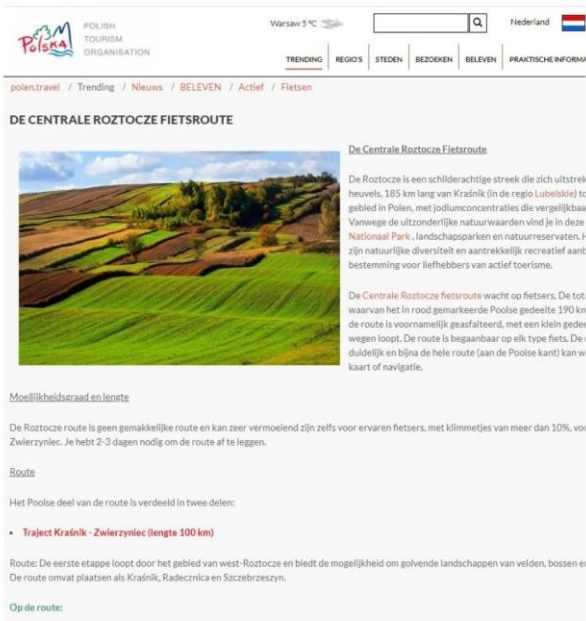 POLISH
TOURISM
ORGANISATION
Polska
Warsaw 5°C
Nederland
TRENDING REGIO'S STEDEN BEZOEKEN BELEVEN PRAKTISCHE INFORMA
polen.travel / Trending / Nieuws / BELEVEN / Actief / Fietsen
DE CENTRALE ROZTOCZE FIETSROUTE
De Centrale Roztocze Fietsroute
De Roztocze is een schilderachtige streek die zich uitstrek
heuvels, 185 km lang van Kraśnik (in de regio Lubelskie) to
gebied in Polen, met jodiumconcentraties die vergelijkbaa
Vanwege de uitzonderlijke natuurwaarden vind je in deze
Nationaal Park , landschapsparken en natuurreservaten. H
zijn natuurlijke diversiteit en aantrekkelijk recreatief aanb
bestemming voor liefhebbers van actief toerisme.
De Centrale Roztocze fietsroute wacht op fietsers. De tot
waarvan het in rood gemarkeerde Poolse gedeelte 190 km
de route is voornamelijk geasfalteerd, met een klein gedee
wegen loopt. De route is begaanbaar op elk type fiets. De
duidelijk en bijna de hele route (aan de Poolse kant) kan w
kaart of navigatie.
Moeilijkheidsgraad en lengte
De Roztocze route is geen gemakkelijke route en kan zeer vermoeiend zijn zelfs voor ervaren fietsers, met klimmetjes van meer dan 10%, voo
Zwierzyniec. Je hebt 2-3 dagen nodig om de route af te leggen.
Route
Het Poolse deel van de route is verdeeld in twee delen:
• Traject Kraśnik - Zwierzyniec (lengte 100 km)
Route: De eerste etappe loopt door het gebied van west-Roztocze en biedt de mogelijkheid om golvende landschappen van velden, bossen e
De route omvat plaatsen als Kraśnik, Radecznica en Szczebrzeszyn.
Op de route: